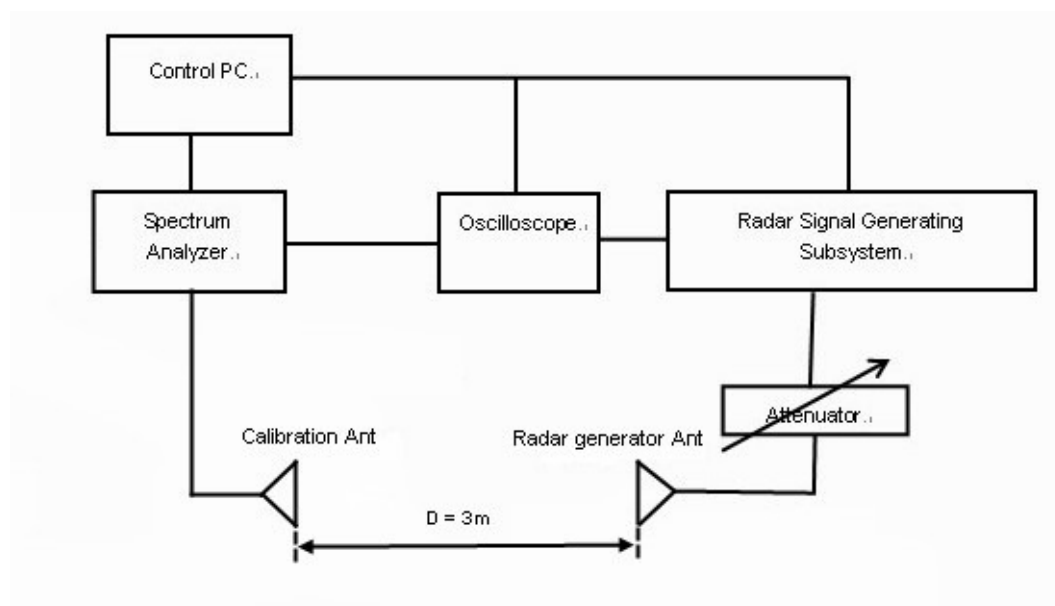 Control PC
Spectrum
Analyzer
Oscilloscope
Radar Signal Generating
Subsystem
Attenuator
Calibration Ant
Radar generator Ant
D = 3m